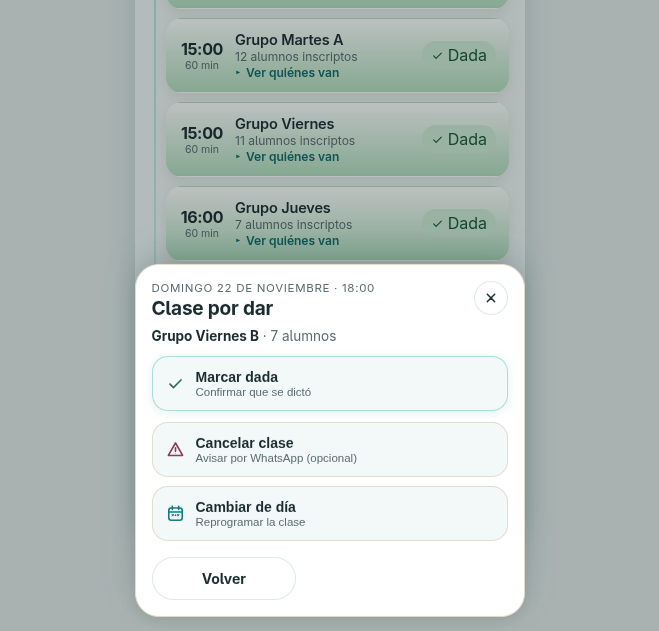 15:00
60 min
Grupo Martes A
12 alumnos inscriptos
‣ Ver quiénes van
✓ Dada
15:00
60 min
Grupo Viernes
11 alumnos inscriptos
‣ Ver quiénes van
✓ Dada
16:00
60 min
Grupo Jueves
7 alumnos inscriptos
‣ Ver quiénes van
✓ Dada
DOMINGO 22 DE NOVIEMBRE · 18:00
Clase por dar
Grupo Viernes B · 7 alumnos
Marcar dada
Confirmar que se dictó
Cancelar clase
Avisar por WhatsApp (opcional)
Cambiar de día
Reprogramar la clase
Volver